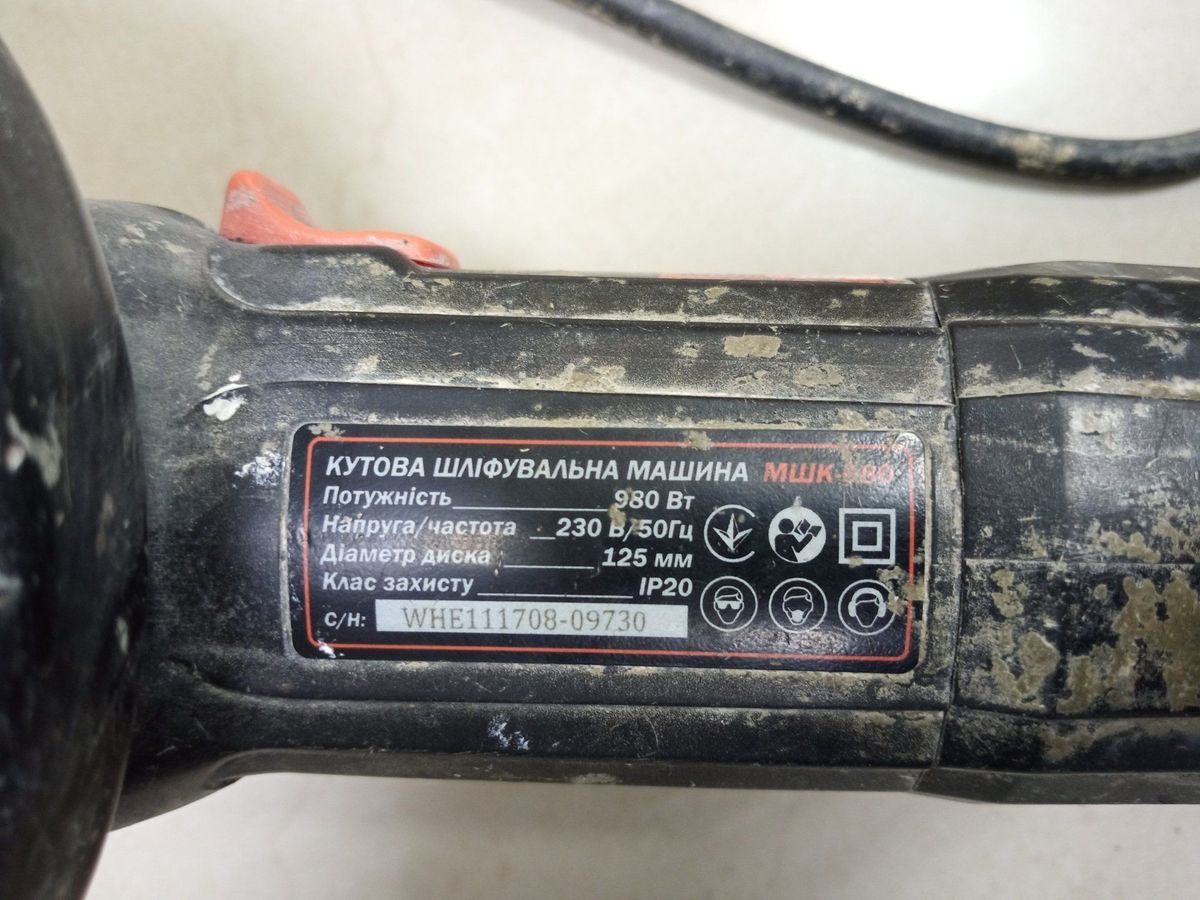 КУТОВА ШЛІФУВАЛЬНА МАШИНА МШК-980
Потужність 980 Вт
Напруга/частота 230 В/50Гц
Діаметр диска 125 мм
Клас захисту IP20
С/Н: WHE111708-09730